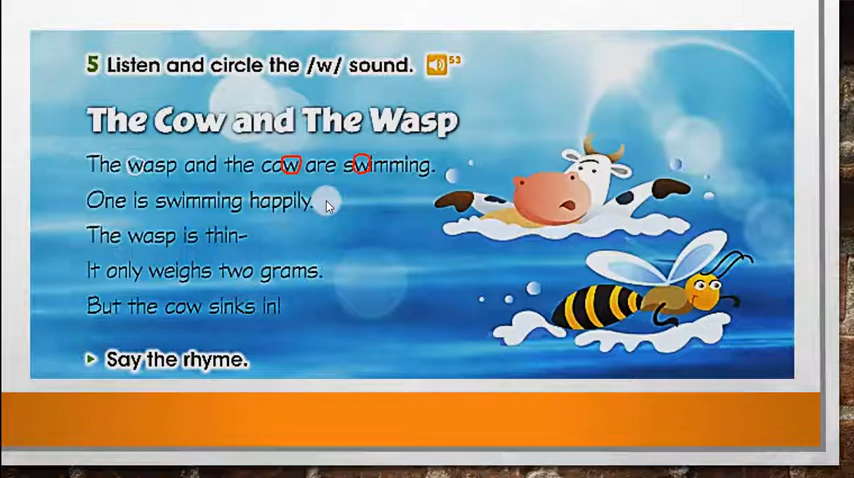 5 Listen and circle the /w/ sound. 53
The Cow and The Wasp
The wasp and the cow are swimming.
One is swimming happily.
The wasp is thin-
It only weighs two grams.
But the cow sinks in!
Say the rhyme.